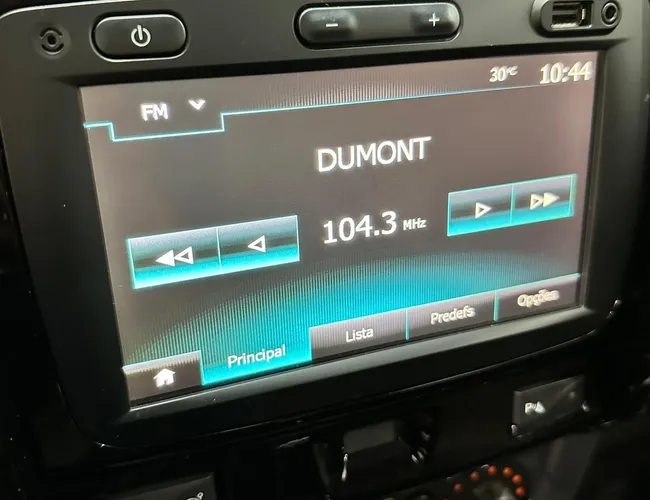 − +
30°C 10:44
FM
DUMONT
104.3 MHz
Principal Lista Predefs Opções
P